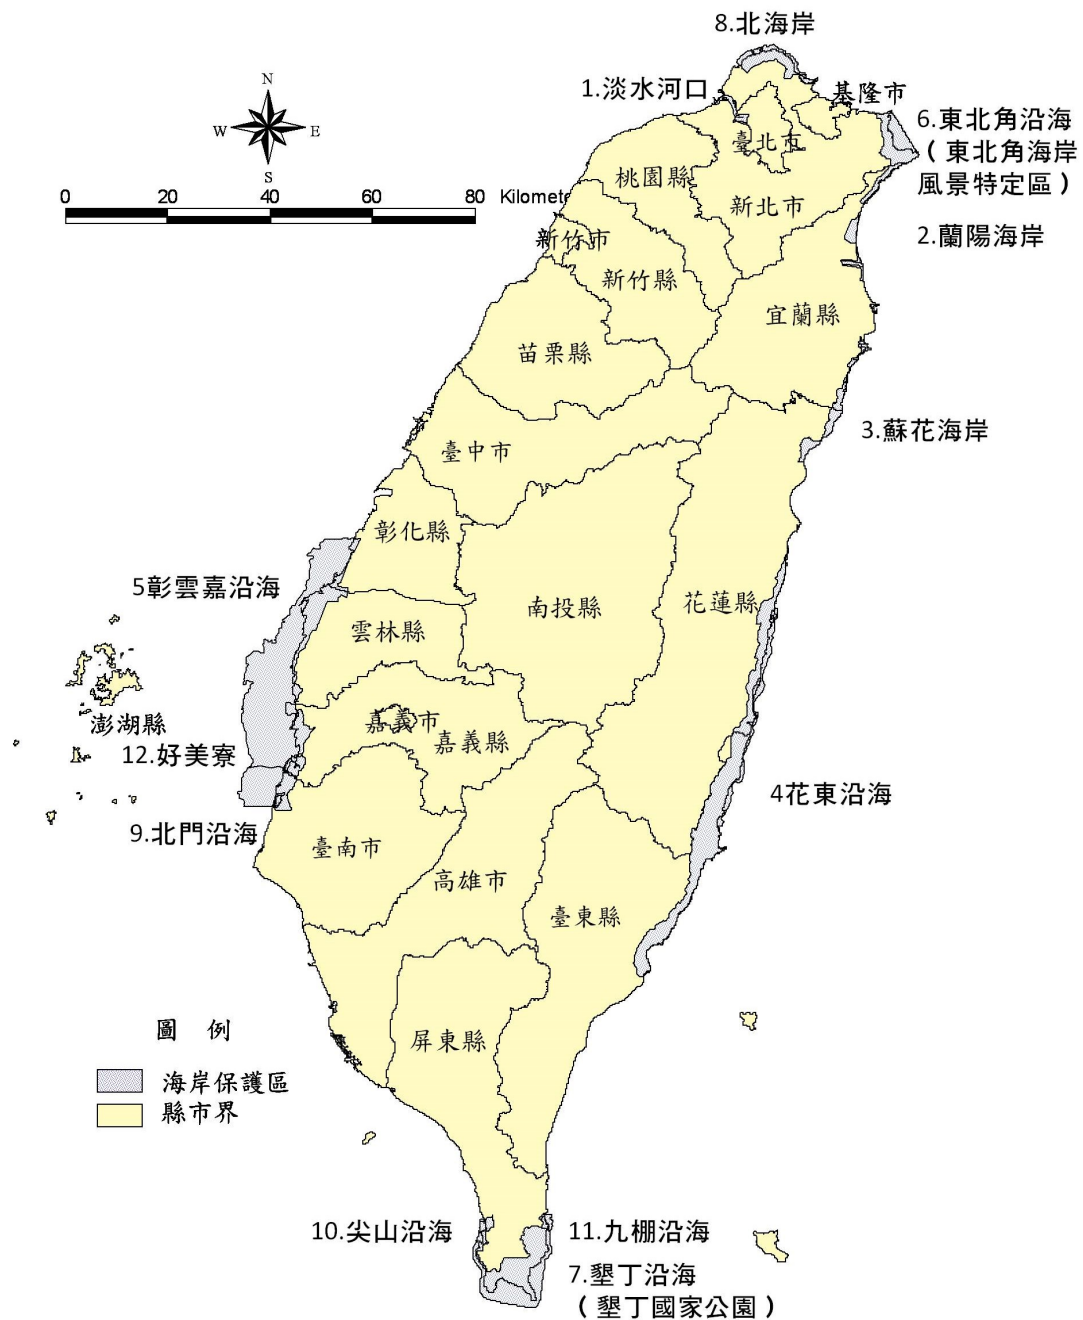 8.北海岸
1.淡水河口
基隆市
N
W
E
S
6.東北角沿海
（東北角海岸
風景特定區）
臺北市
桃園縣
0 20 40 60 80 Kilomete
新北市
新竹市
2.蘭陽海岸
新竹縣
宜蘭縣
苗栗縣
3.蘇花海岸
臺中市
彰化縣
5彰雲嘉沿海
南投縣
花蓮縣
雲林縣
澎湖縣
嘉義市
嘉義縣
12.好美寮
4花東沿海
9.北門沿海
臺南市
高雄市
臺東縣
圖 例
屏東縣
海岸保護區
縣市界
10.尖山沿海
11.九棚沿海
7.墾丁沿海
（墾丁國家公園）